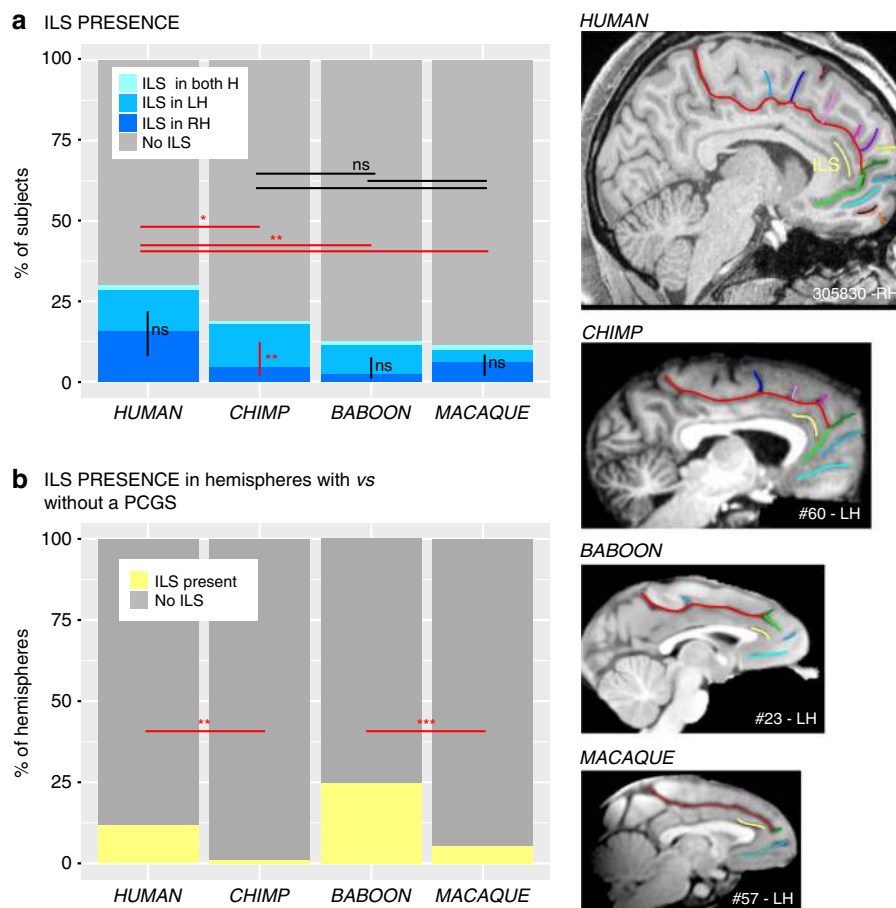 a ILS PRESENCE
% of subjects
100
75
50
25
0
ILS in both H
ILS in LH
ILS in RH
No ILS
ns
*
**
ns
**
ns
ns
HUMAN CHIMP BABOON MACAQUE
b ILS PRESENCE in hemispheres with vs
without a PCGS
% of hemispheres
100
75
50
25
0
ILS present
No ILS
**
***
HUMAN CHIMP BABOON MACAQUE
HUMAN
ILS
305830 -RH
CHIMP
#60 - LH
BABOON
#23 - LH
MACAQUE
#57 - LH